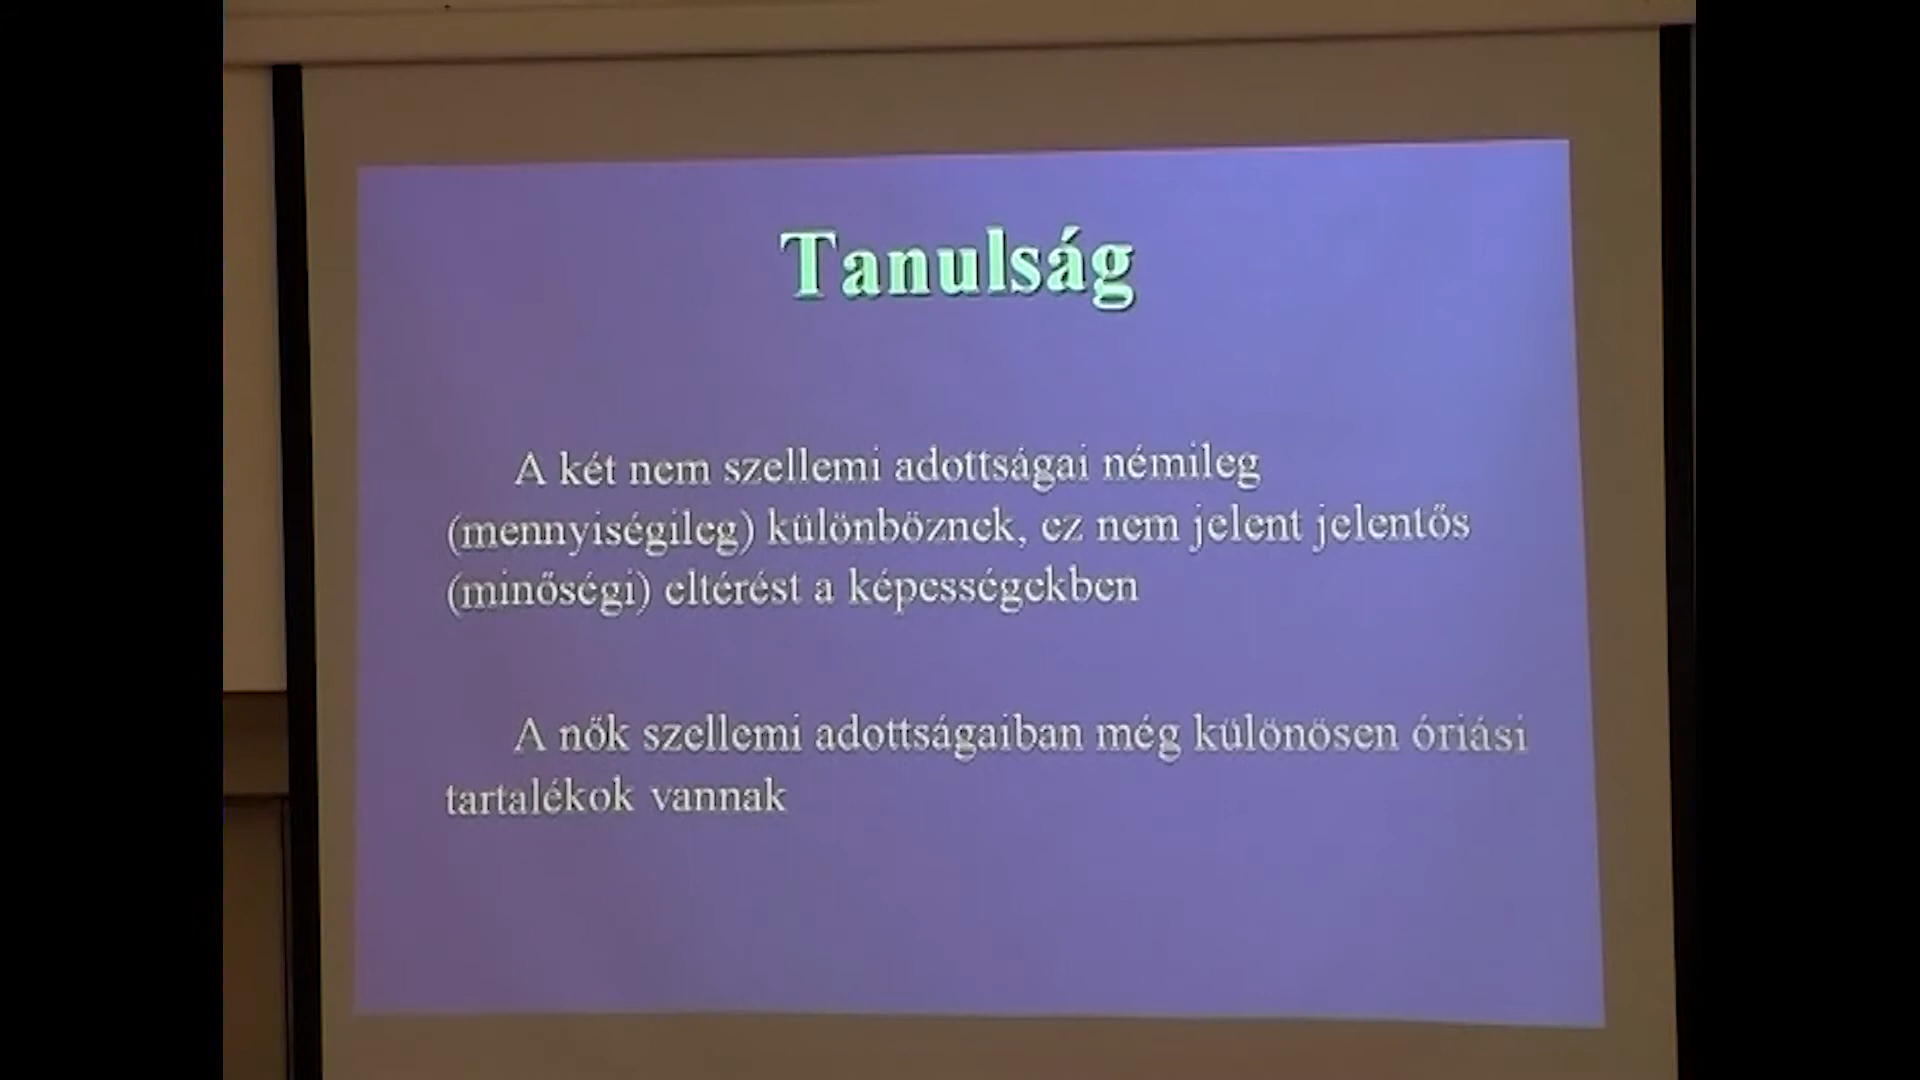 Tanulság
A két nem szellemi adottságai némileg
(mennyiségileg) különböznek, ez nem jelent jelentős
(minőségi) eltérést a képességekben
A nők szellemi adottságaiban még különösen óriási
tartalékok vannak